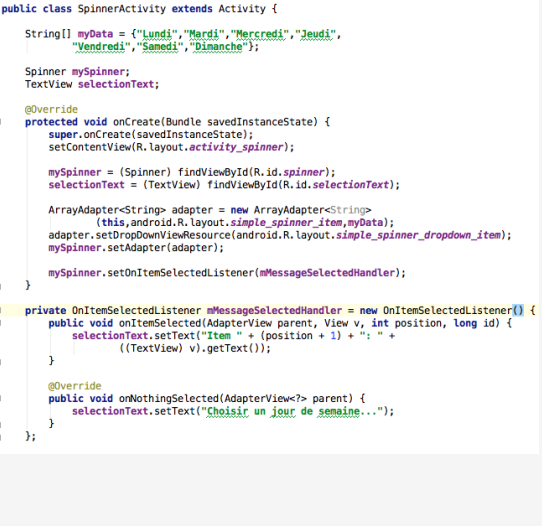 public class SpinnerActivity extends Activity {
String[] myData = {"Lundi","Mardi","Mercredi","Jeudi",
"Vendredi","Samedi","Dimanche"};
Spinner mySpinner;
TextView selectionText;
@Override
protected void onCreate(Bundle savedInstanceState) {
super.onCreate(savedInstanceState);
setContentView(R.layout.activity_spinner);
mySpinner = (Spinner) findViewById(R.id.spinner);
selectionText = (TextView) findViewById(R.id.selectionText);
ArrayAdapter<String> adapter = new ArrayAdapter<String>
(this,android.R.layout.simple_spinner_item,myData);
adapter.setDropDownViewResource(android.R.layout.simple_spinner_dropdown_item);
mySpinner.setAdapter(adapter);
mySpinner.setOnItemSelectedListener(mMessageSelectedHandler);
}
private OnItemSelectedListener mMessageSelectedHandler = new OnItemSelectedListener() {
public void onItemSelected(AdapterView parent, View v, int position, long id) {
selectionText.setText("Item " + (position + 1) + ": " +
((TextView) v).getText());
}
@Override
public void onNothingSelected(AdapterView<?> parent) {
selectionText.setText("Choisir un jour de semaine...");
}
};